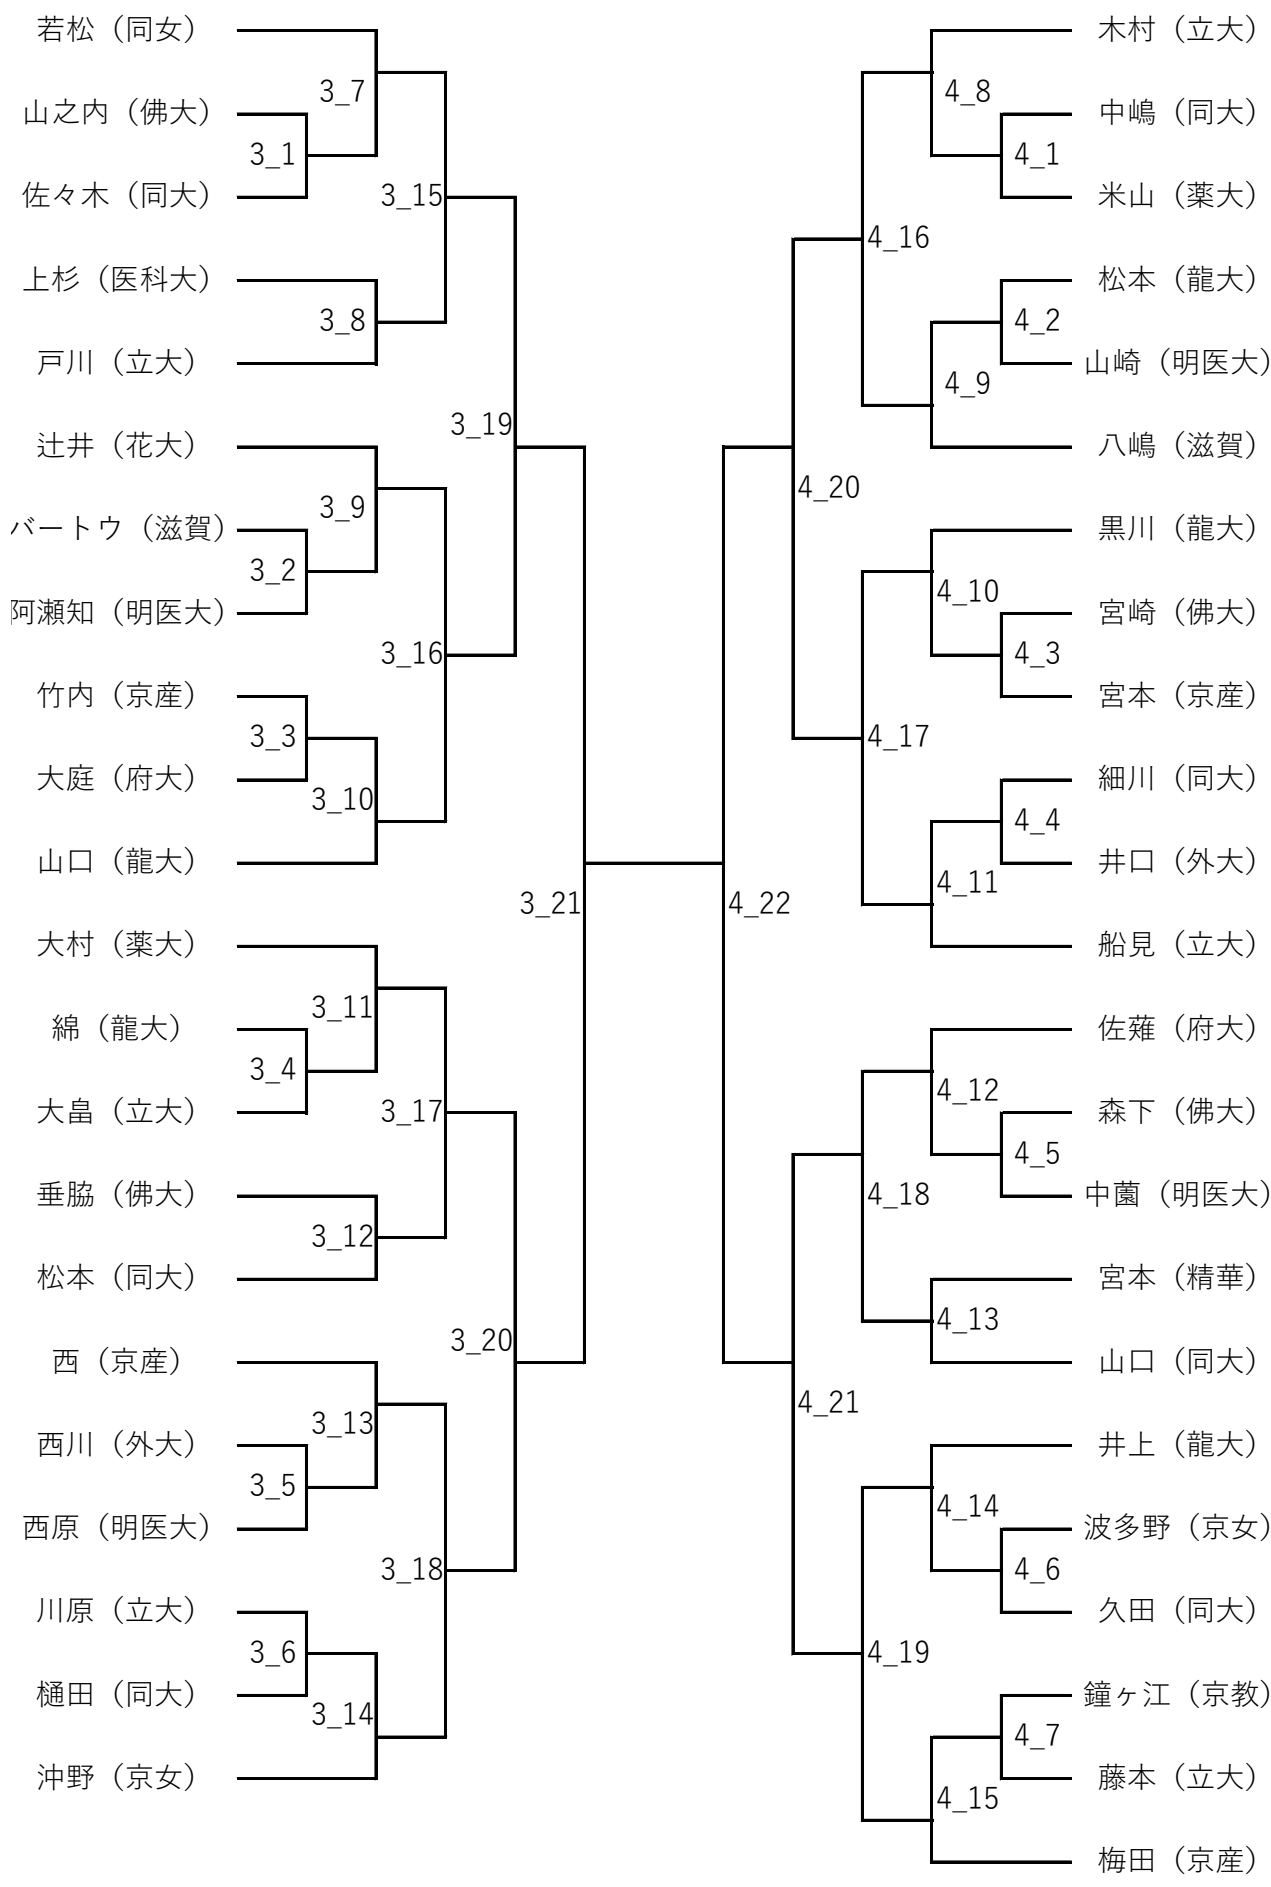 若松（同女）
3_7
山之内（佛大）
3_1
佐々木（同大）
3_15
上杉（医科大）
3_8
戸川（立大）
3_19
辻井（花大）
3_9
バートウ（滋賀）
3_2
阿瀬知（明医大）
3_16
竹内（京産）
3_3
大庭（府大）
3_10
山口（龍大）
3_21
大村（薬大）
3_11
綿（龍大）
3_4
大畠（立大）
3_17
垂脇（佛大）
3_12
松本（同大）
3_20
西（京産）
3_13
西川（外大）
3_5
西原（明医大）
3_18
川原（立大）
3_6
樋田（同大）
3_14
沖野（京女）
木村（立大）
4_8
中嶋（同大）
4_1
米山（薬大）
4_16
松本（龍大）
4_2
山崎（明医大）
4_9
八嶋（滋賀）
4_20
黒川（龍大）
4_10
宮崎（佛大）
4_3
宮本（京産）
4_17
細川（同大）
4_4
井口（外大）
4_11
4_22
船見（立大）
佐薙（府大）
4_12
森下（佛大）
4_5
中薗（明医大）
4_18
宮本（精華）
4_13
山口（同大）
4_21
井上（龍大）
4_14
波多野（京女）
4_6
久田（同大）
4_19
鐘ヶ江（京教）
4_7
藤本（立大）
4_15
梅田（京産）